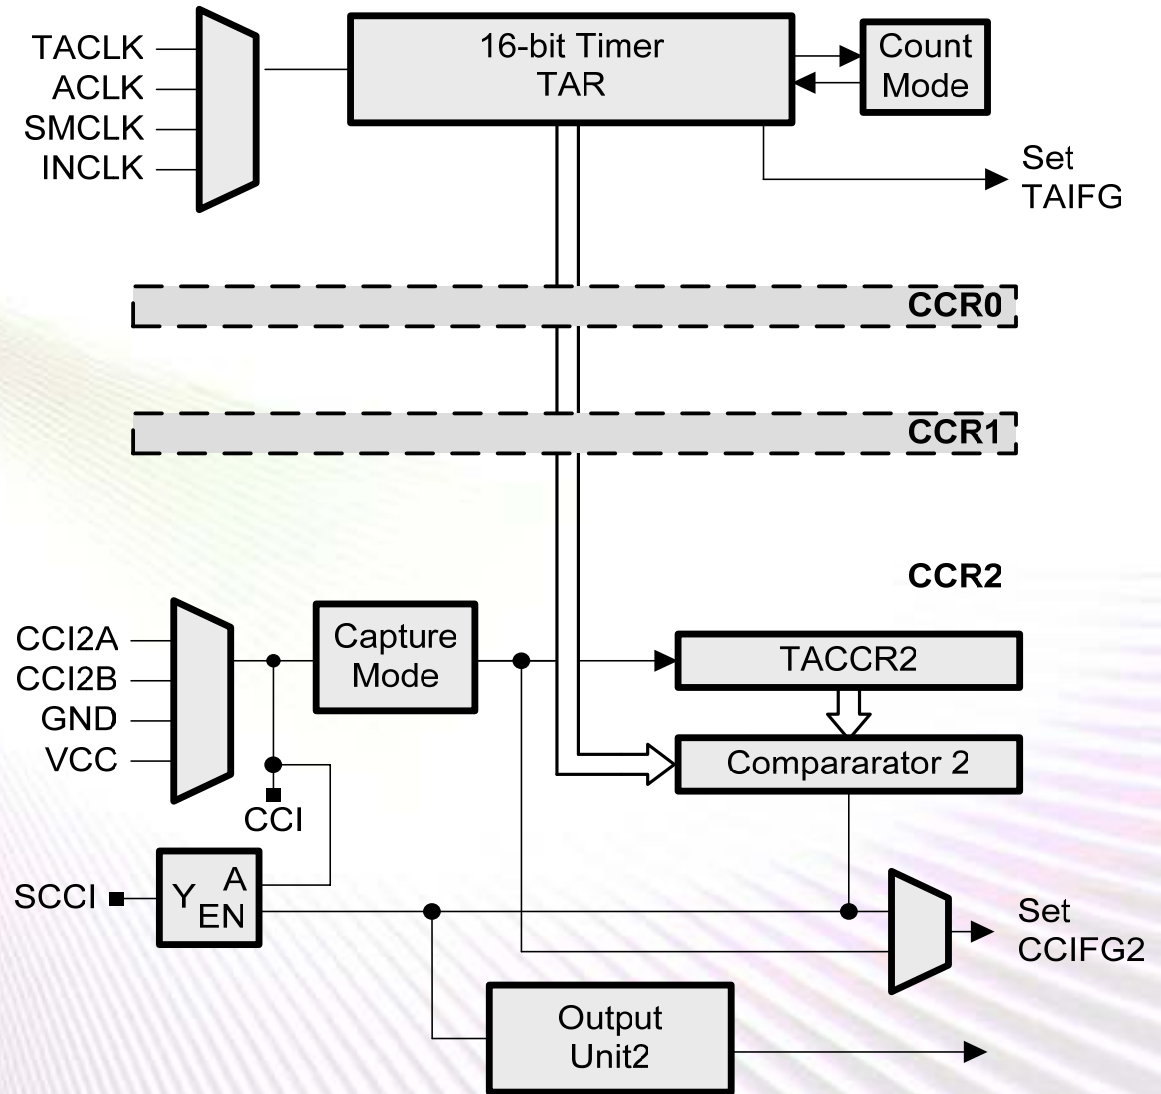 TACLK
ACLK
SMCLK
INCLK
16-bit Timer
TAR
Count
Mode
Set
TAIFG
CCR0
CCR1
CCR2
CCI2A
CCI2B
GND
VCC
Capture
Mode
TACCR2
Compararator 2
CCI
SCCI
Y
A
EN
Set
CCIFG2
Output
Unit2